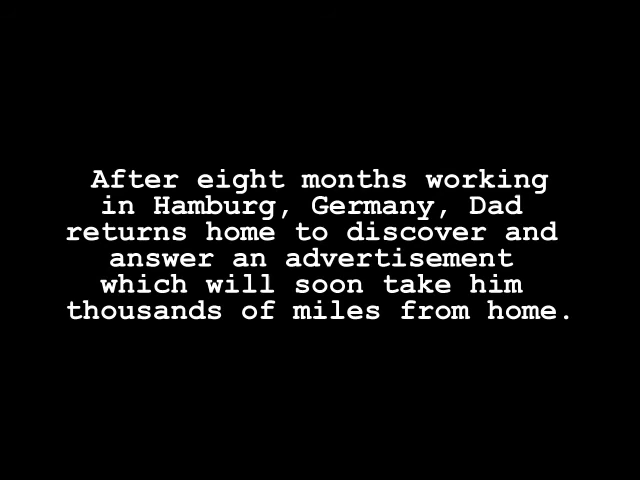 After eight months working
in Hamburg, Germany, Dad
returns home to discover and
answer an advertisement
which will soon take him
thousands of miles from home.